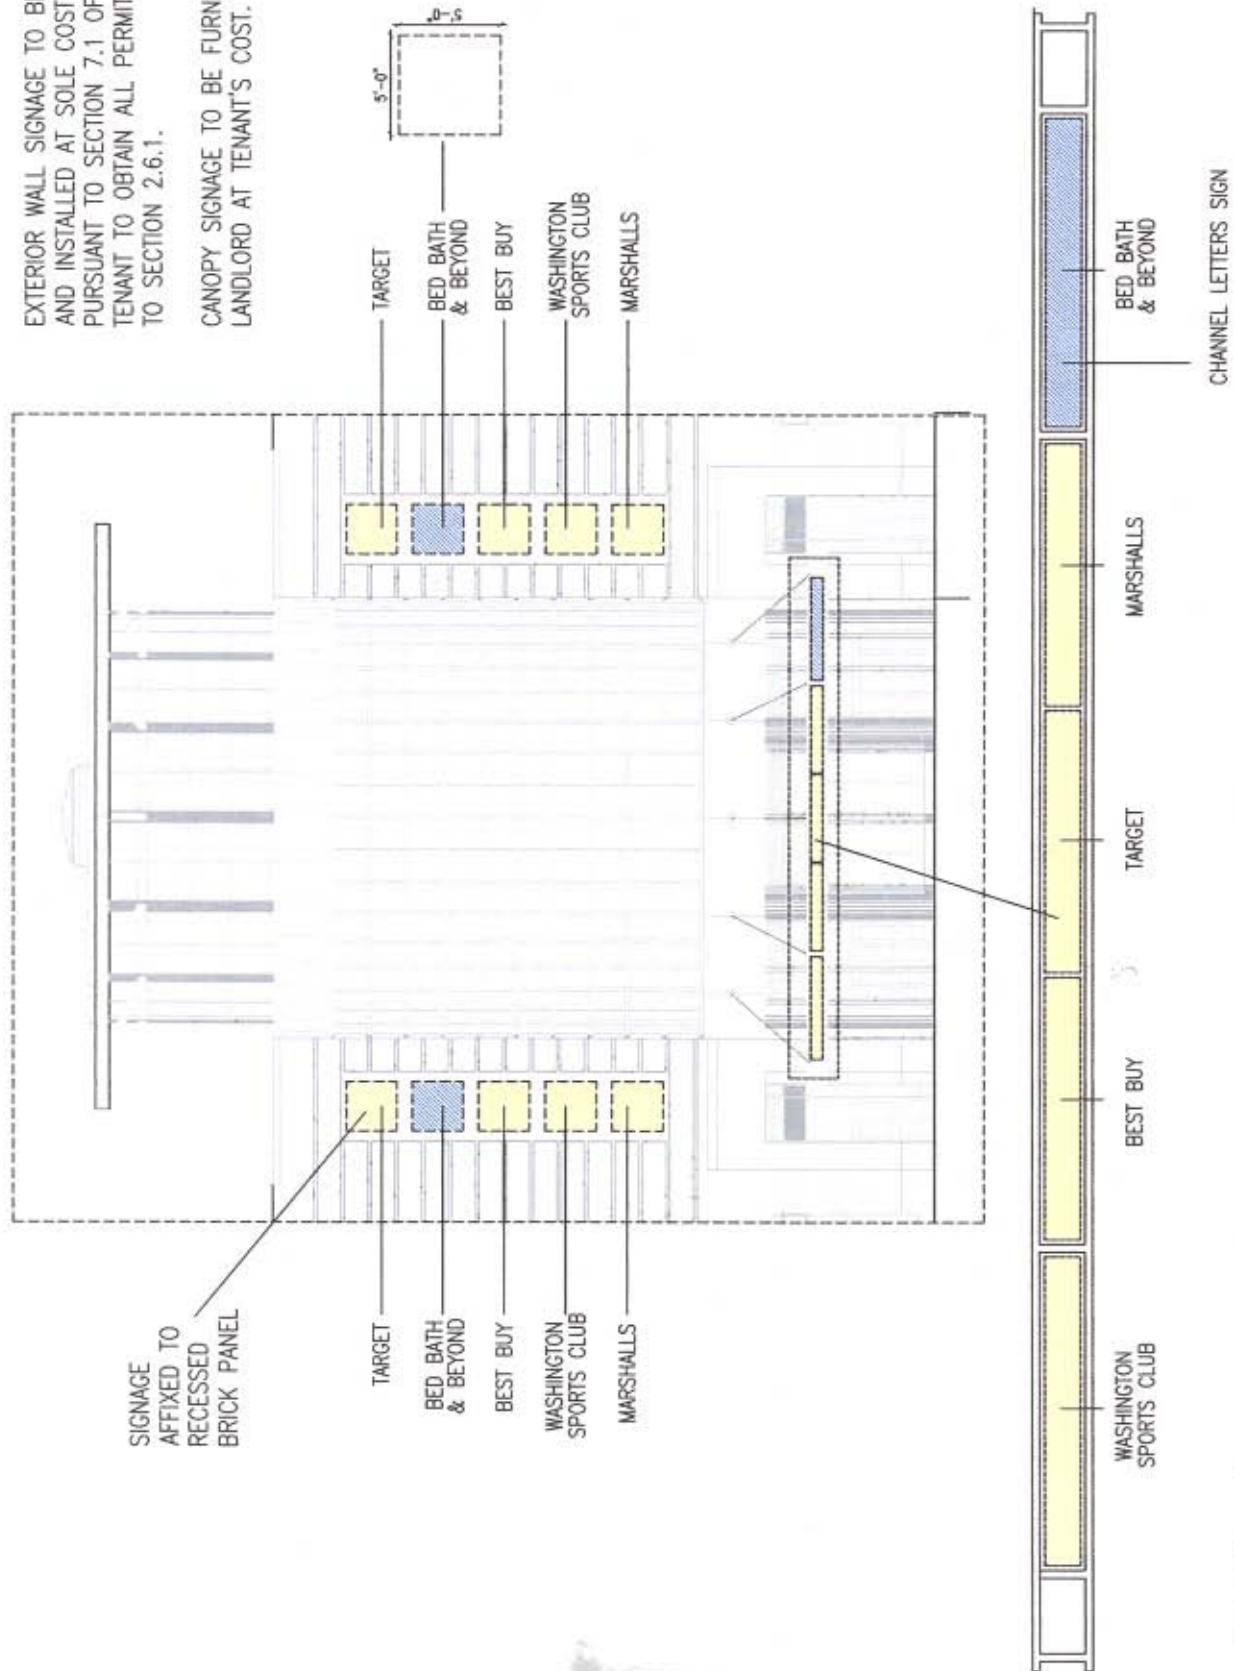 EXTERIOR WALL SIGNAGE TO B
AND INSTALLED AT SOLE COST
PURSUANT TO SECTION 7.1 OF
TENANT TO OBTAIN ALL PERMIT
TO SECTION 2.6.1.
CANOPY SIGNAGE TO BE FURN
LANDLORD AT TENANT'S COST.
SIGNAGE
AFFIXED TO
RECESSED
BRICK PANEL
TARGET
BED BATH
& BEYOND
BEST BUY
WASHINGTON
SPORTS CLUB
MARSHALLS
TARGET
BED BATH
& BEYOND
BEST BUY
WASHINGTON
SPORTS CLUB
MARSHALLS
5'-0"
5'-0"
WASHINGTON
SPORTS CLUB
BEST BUY
TARGET
MARSHALLS
BED BATH
& BEYOND
CHANNEL LETTERS SIGN